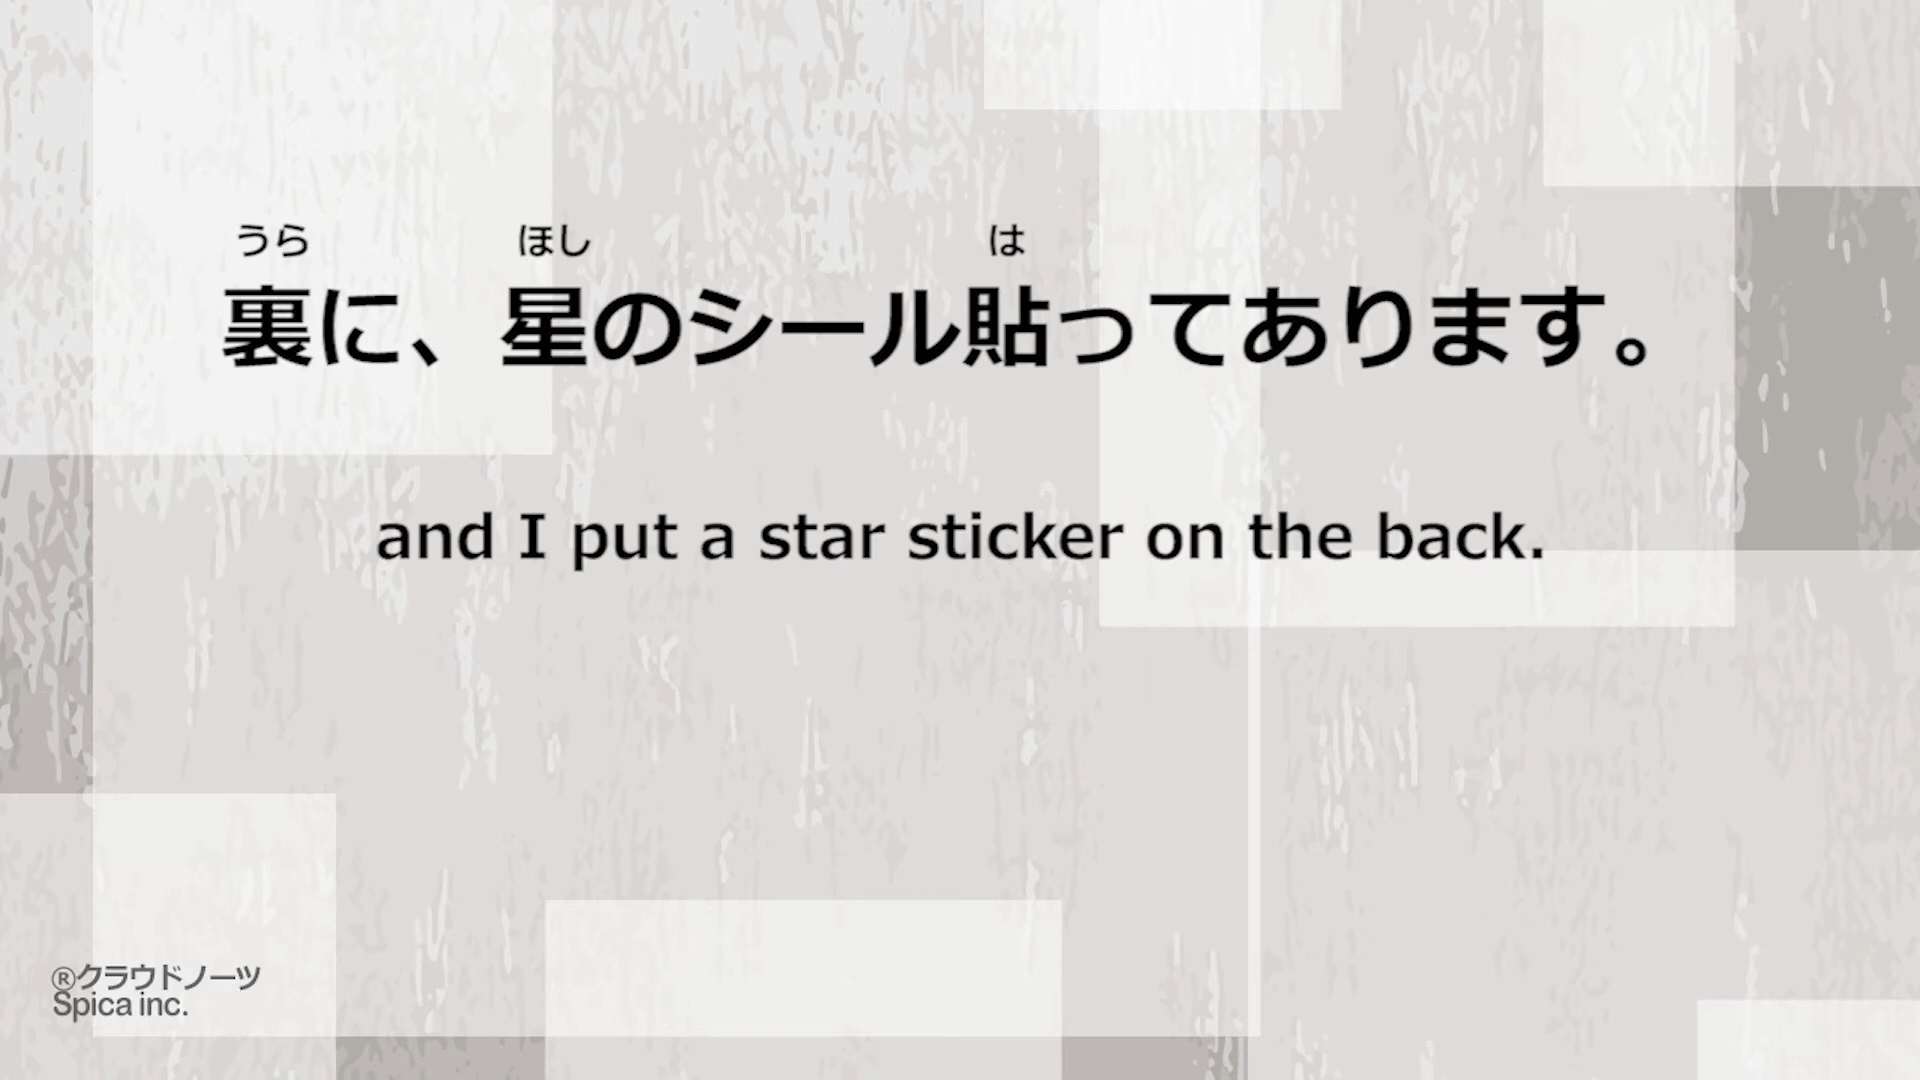 うら ほし は
裏に、星のシール貼ってあります。
and I put a star sticker on the back.
®クラウドノーツ
Spica inc.